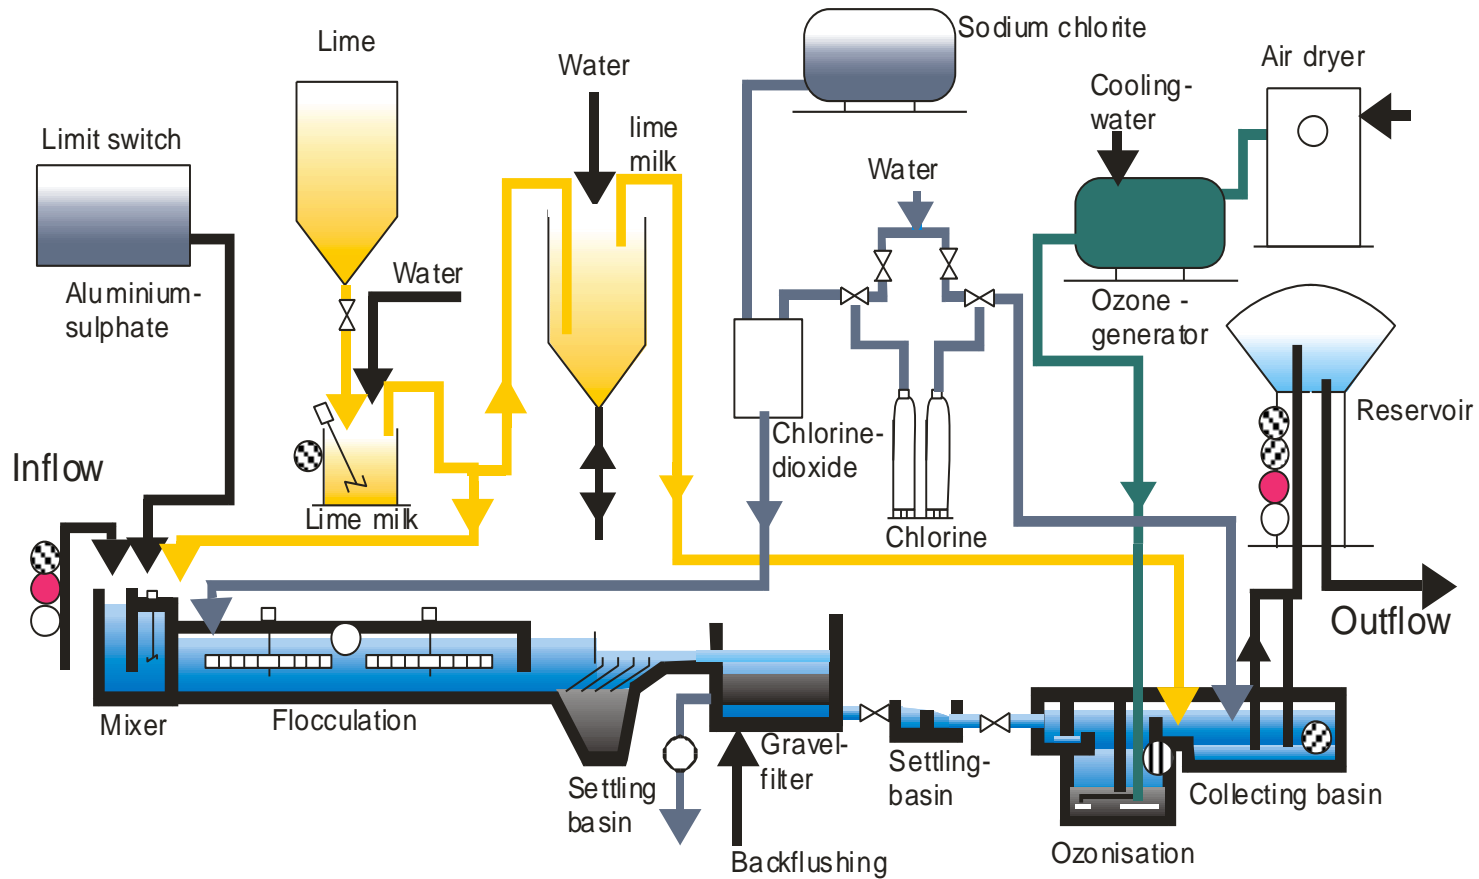 Sodium chlorite
Lime
Water
Air dryer
Cooling-
water
lime
milk
Limit switch
Water
Water
Aluminium-
sulphate
Ozone -
generator
Reservoir
Chlorine-
dioxide
Inflow
Lime milk
Chlorine
Outflow
Mixer
Flocculation
Gravel-
filter
Settling-
basin
Settling
basin
Collecting basin
Backflushing
Ozonisation